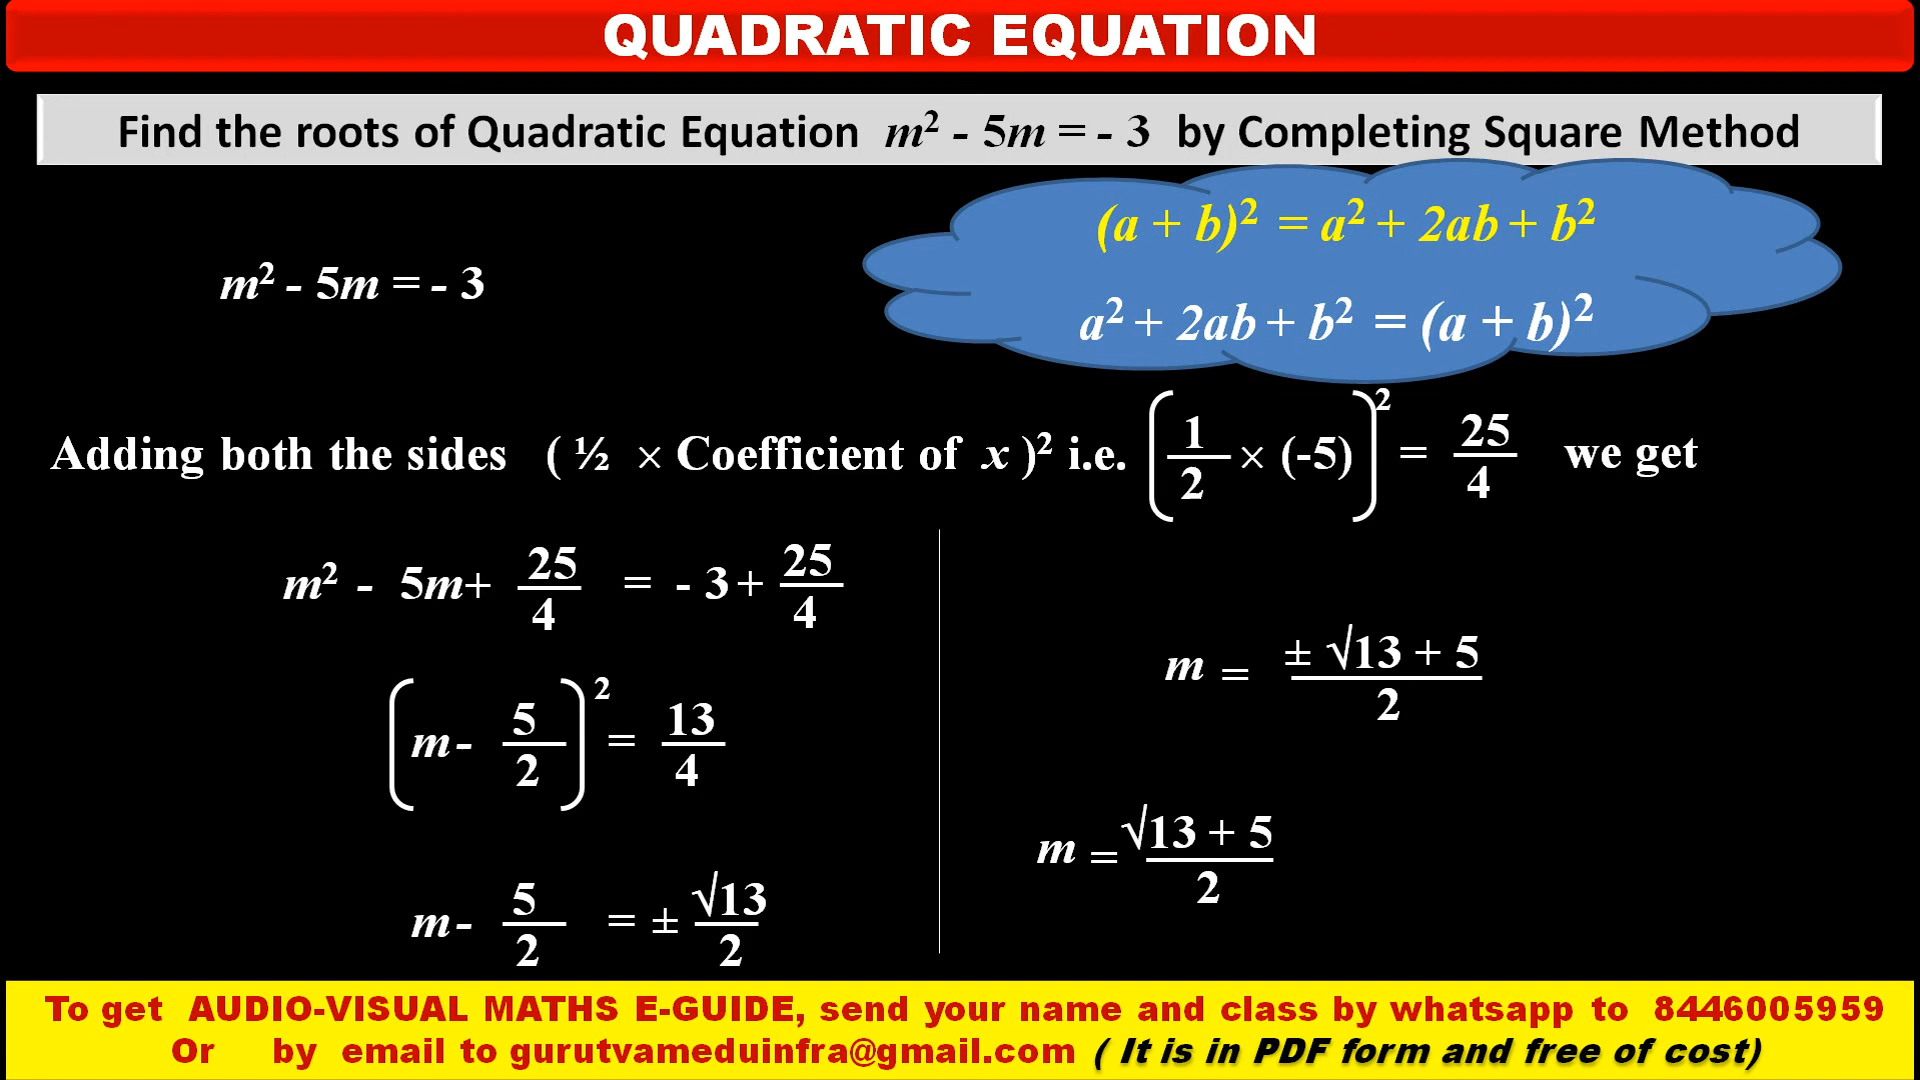 QUADRATIC EQUATION
Find the roots of Quadratic Equation m² - 5m = - 3 by Completing Square Method
(a + b)² = a² + 2ab + b²
a² + 2ab + b² = (a + b)²
m² - 5m = - 3
Adding both the sides ( ½ × Coefficient of x )² i.e. (1/2 × (-5))² = 25/4 we get
m² - 5m+ 25/4 = - 3 + 25/4
(m - 5/2)² = 13/4
m - 5/2 = ± √13/2
m = (± √13 + 5)/2
m = (√13 + 5)/2
To get AUDIO-VISUAL MATHS E-GUIDE, send your name and class by whatsapp to 8446005959
Or by email to gurutvameduinfra@gmail.com ( It is in PDF form and free of cost)